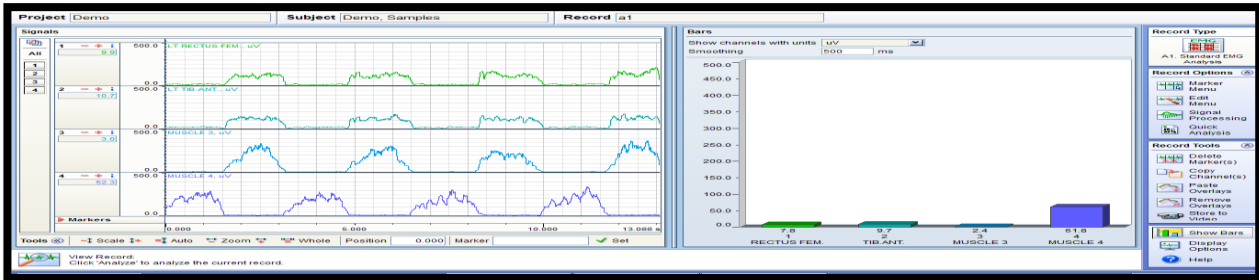 Project Demo Subject Demo, Samples Record a1
Signals
All
1
2
3
4
1 9.9 500.0 0.0 LT RECTUS FEM., uV
2 10.7 500.0 0.0 LT TIB.ANT., uV
3 3.0 500.0 0.0 MUSCLE 3, uV
4 62.3 500.0 0.0 MUSCLE 4, uV
Markers 0.000 5.000 10.000 13.088 s
Tools Scale Auto Zoom Whole Position 0.000 Marker Set
Bars
Show channels with units uV
Smoothing 500 ms
500.0
450.0
400.0
350.0
300.0
250.0
200.0
150.0
100.0
50.0
0.0
7.8 9.7 2.4 61.8
1 2 3 4
RECTUS FEM. TIB.ANT. MUSCLE 3 MUSCLE 4
Record Type
EMG
A1. Standard EMG
Analysis
Record Options
Marker
Menu
Edit
Menu
Signal
Processing
Quick
Analysis
Record Tools
Delete
Marker(s)
Copy
Channel(s)
Paste
Overlays
Remove
Overlays
Store to
Video
Show Bars
Display
Options
Help
View Record:
Click 'Analyze' to analyze the current record.